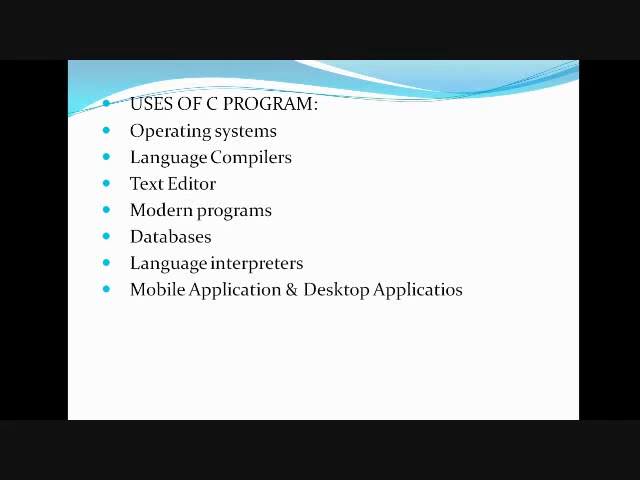 USES OF C PROGRAM:
Operating systems
Language Compilers
Text Editor
Modern programs
Databases
Language interpreters
Mobile Application & Desktop Applicatios